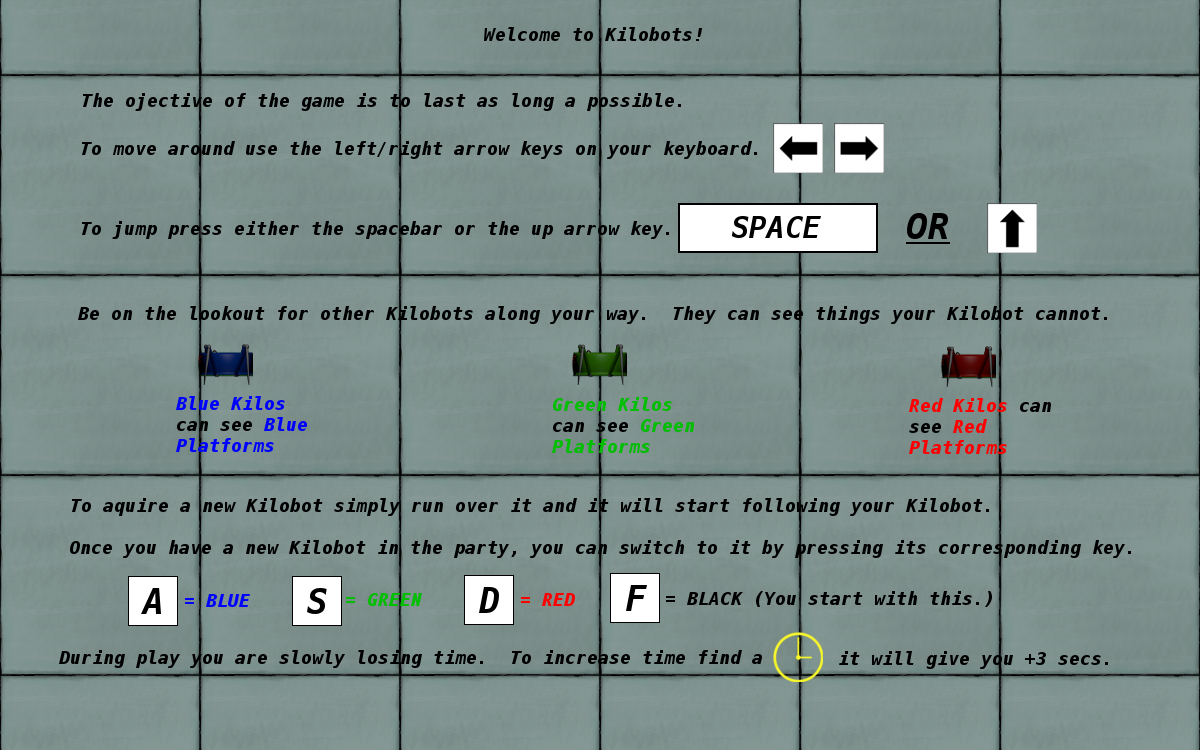 Welcome to Kilobots!
The ojective of the game is to last as long a possible.
To move around use the left/right arrow keys on your keyboard.
To jump press either the spacebar or the up arrow key. SPACE OR
Be on the lookout for other Kilobots along your way. They can see things your Kilobot cannot.
Blue Kilos
can see Blue
Platforms
Green Kilos
can see Green
Platforms
Red Kilos can
see Red
Platforms
To aquire a new Kilobot simply run over it and it will start following your Kilobot.
Once you have a new Kilobot in the party, you can switch to it by pressing its corresponding key.
A = BLUE S = GREEN D = RED F = BLACK (You start with this.)
During play you are slowly losing time. To increase time find a it will give you +3 secs.